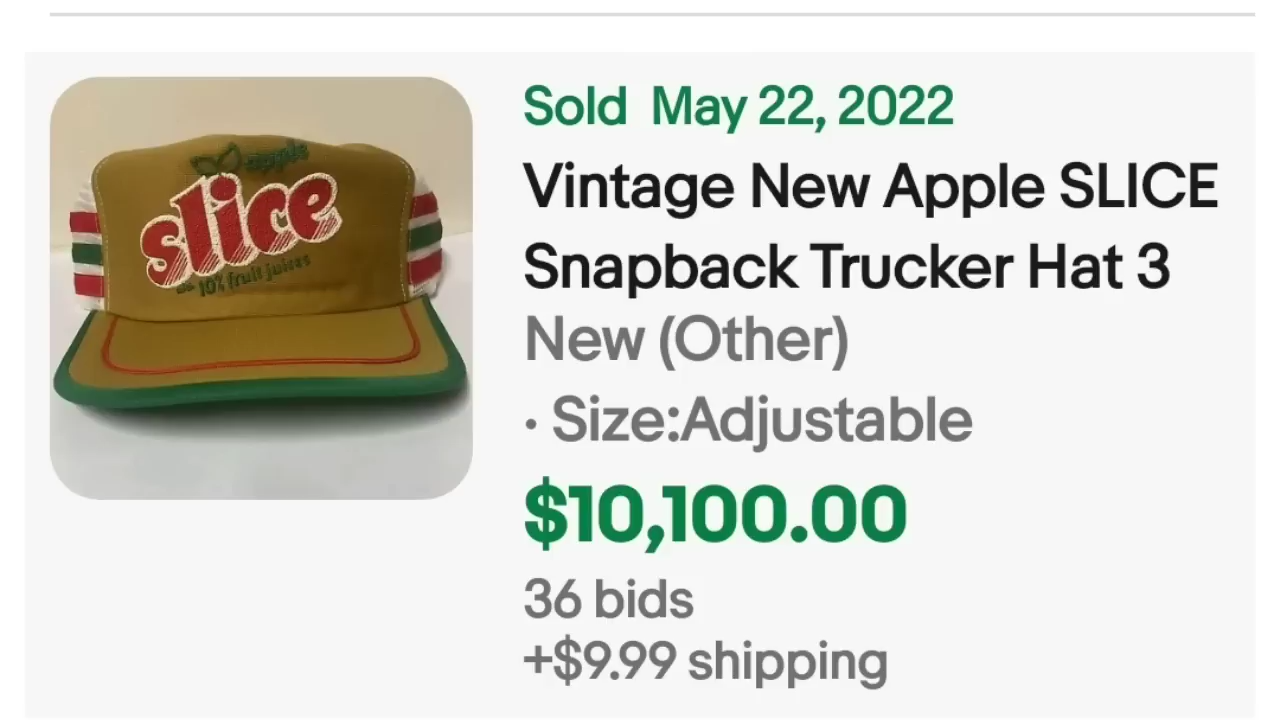 apple
slice
10% fruit juices
Sold May 22, 2022
Vintage New Apple SLICE
Snapback Trucker Hat 3
New (Other)
· Size:Adjustable
$10,100.00
36 bids
+$9.99 shipping